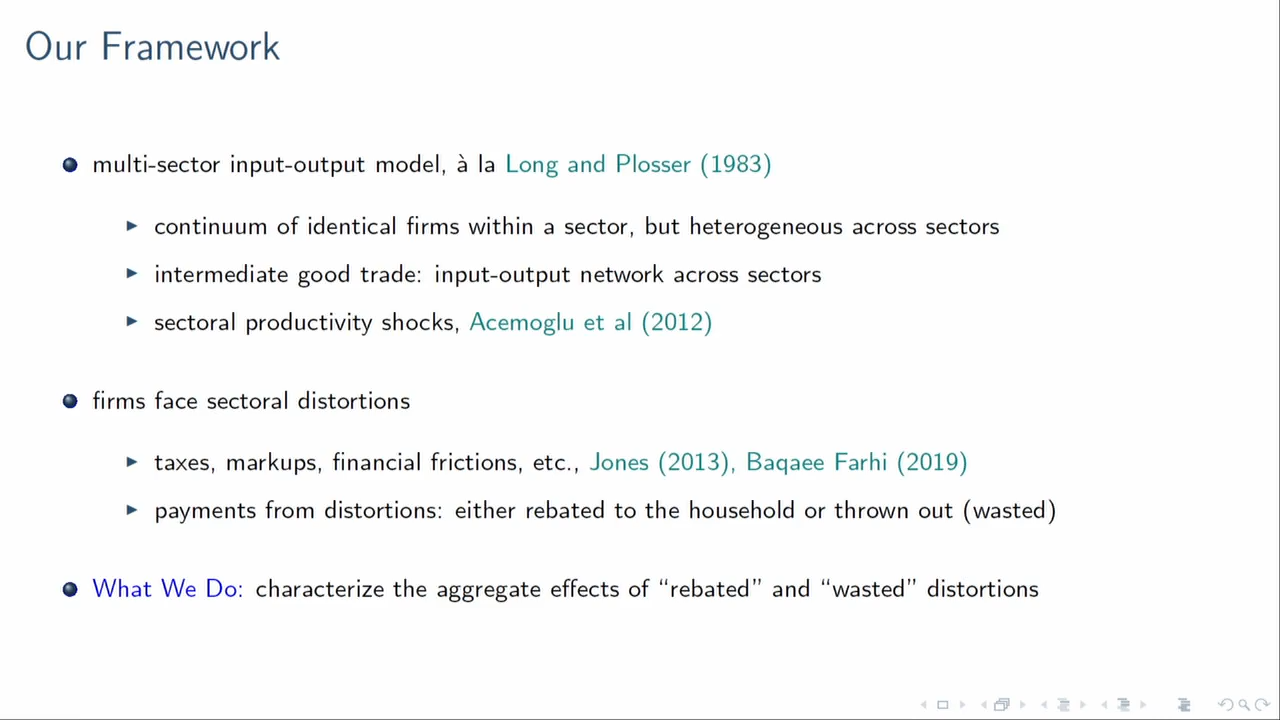 Our Framework
multi-sector input-output model, à la Long and Plosser (1983)
continuum of identical firms within a sector, but heterogeneous across sectors
intermediate good trade: input-output network across sectors
sectoral productivity shocks, Acemoglu et al (2012)
firms face sectoral distortions
taxes, markups, financial frictions, etc., Jones (2013), Baqaee Farhi (2019)
payments from distortions: either rebated to the household or thrown out (wasted)
What We Do: characterize the aggregate effects of “rebated” and “wasted” distortions